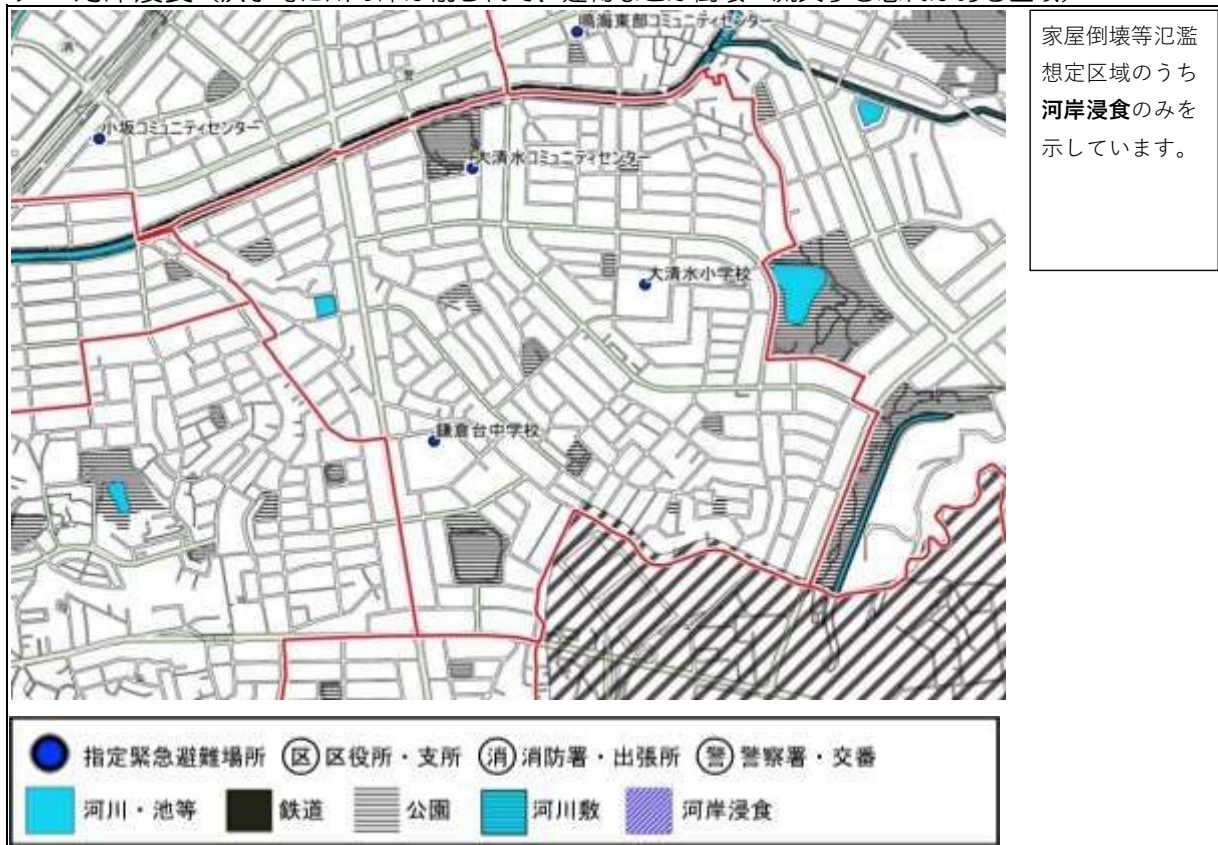 鳴海東部コミュニティセンター
家屋倒壊等氾濫
想定区域のうち
河岸浸食のみを
示しています。
消
警
小坂コミュニティセンター
大清水コミュニティセンター
大清水小学校
鎌倉台中学校
指定緊急避難場所 区 区役所・支所 消 消防署・出張所 警 警察署・交番
河川・池等 鉄道 公園 河川敷 河岸浸食